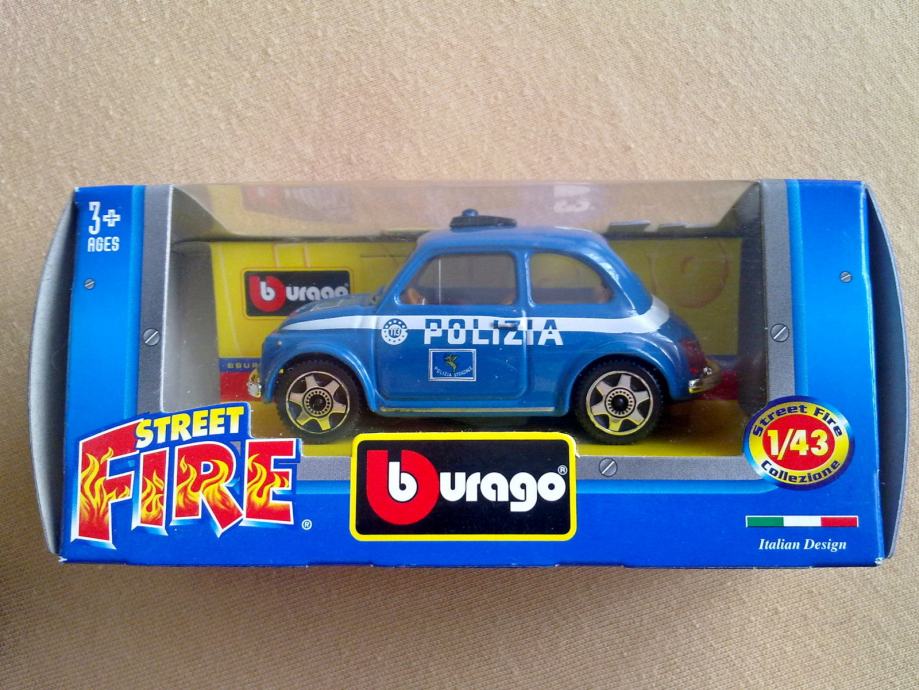 3+
AGES
burago
113
POLIZIA
POLIZIA STRADALE
STREET
FIRE
®
burago®
Street Fire
1/43
Collezione
Italian Design